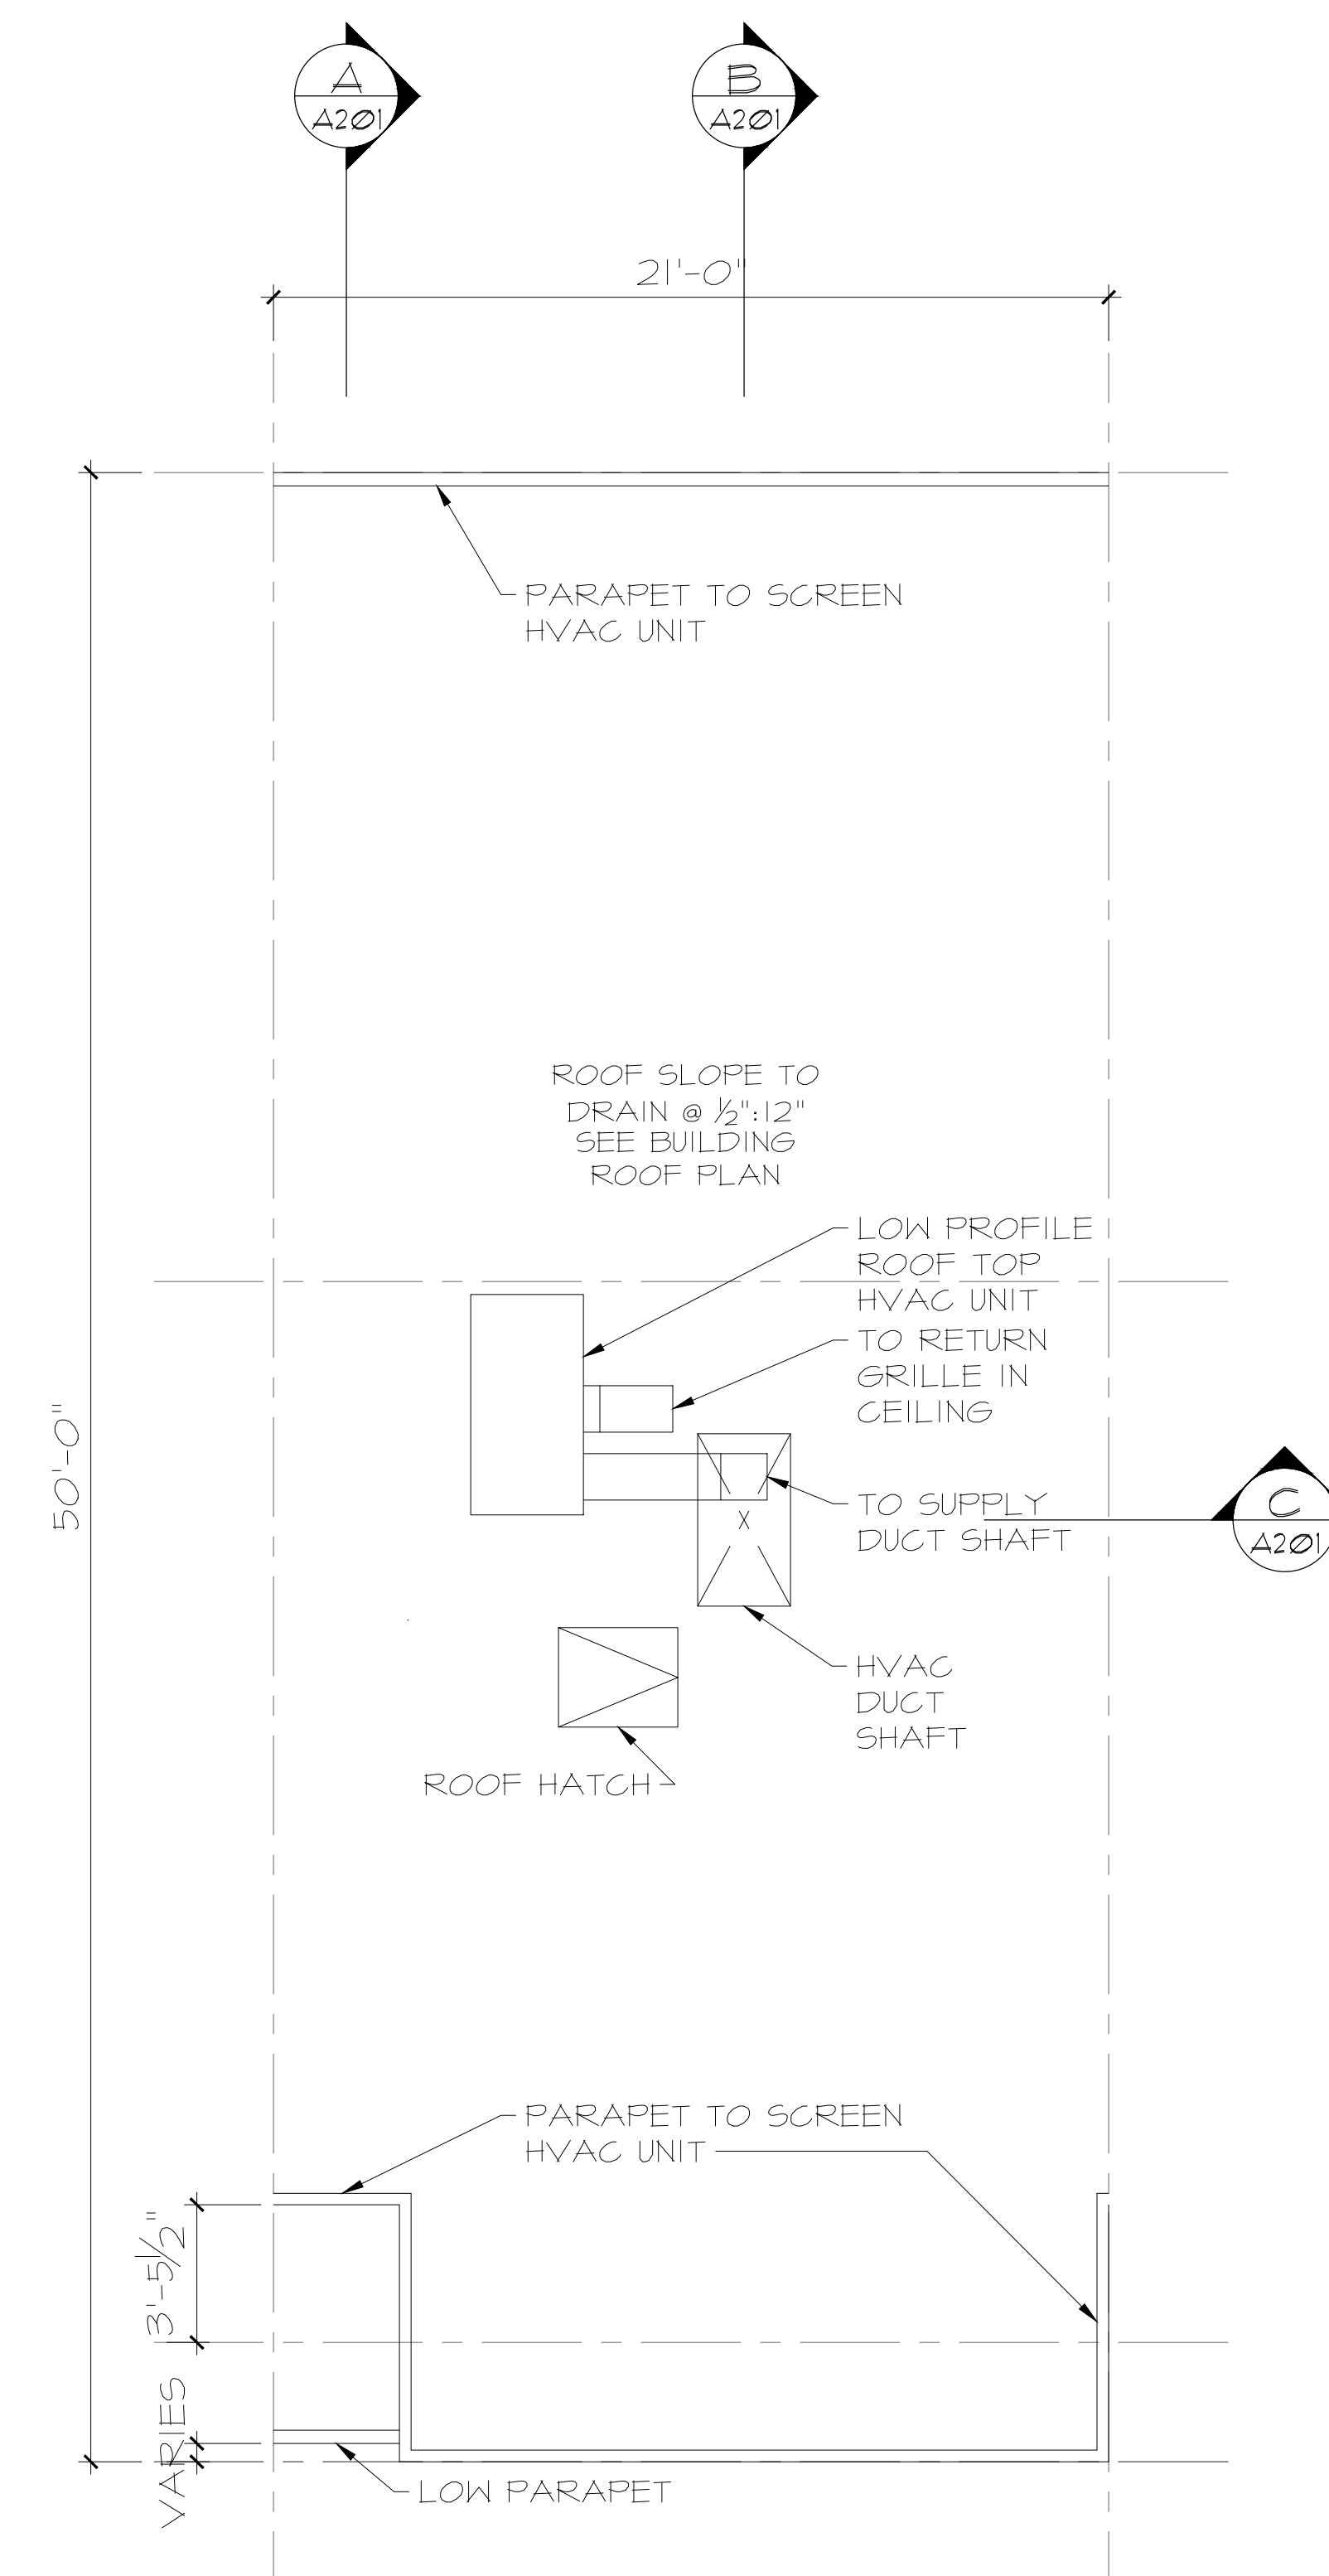 A
A201
B
A201
21'-0"
PARAPET TO SCREEN
HVAC UNIT
ROOF SLOPE TO
DRAIN @ ½":12"
SEE BUILDING
ROOF PLAN
LOW PROFILE
ROOF TOP
HVAC UNIT
TO RETURN
GRILLE IN
CEILING
50'-0"
TO SUPPLY
DUCT SHAFT
X
C
A201
HVAC
DUCT
SHAFT
ROOF HATCH
PARAPET TO SCREEN
HVAC UNIT
3'-5½"
VARIES
LOW PARAPET